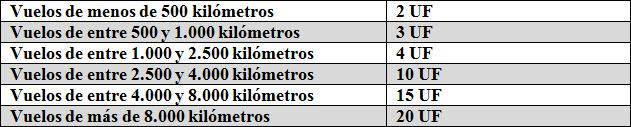 Vuelos de menos de 500 kilómetros 2 UF
Vuelos de entre 500 y 1.000 kilómetros 3 UF
Vuelos de entre 1.000 y 2.500 kilómetros 4 UF
Vuelos de entre 2.500 y 4.000 kilómetros 10 UF
Vuelos de entre 4.000 y 8.000 kilómetros 15 UF
Vuelos de más de 8.000 kilómetros 20 UF